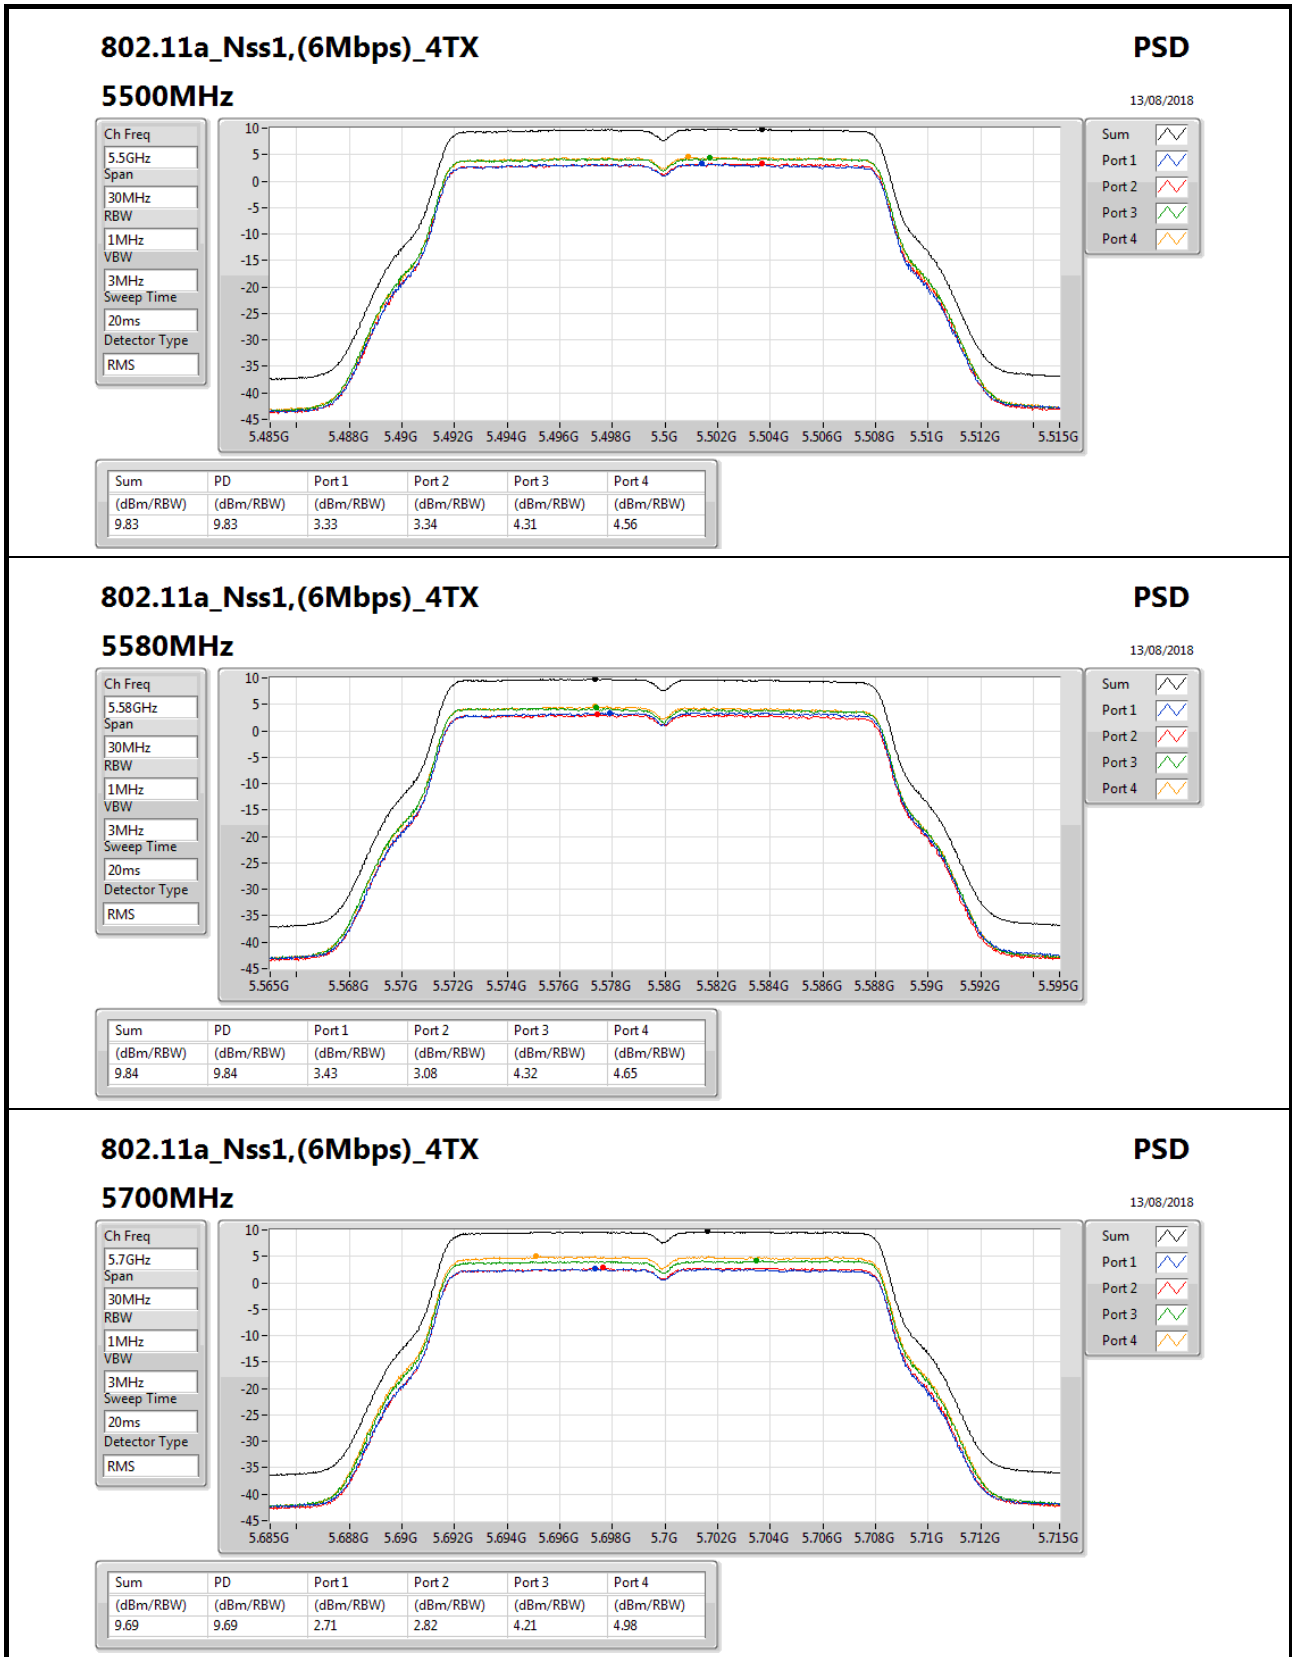 802.11a_Nss1,(6Mbps)_4TX PSD
5500MHz 13/08/2018
Ch Freq
5.5GHz
Span
30MHz
RBW
1MHz
VBW
3MHz
Sweep Time
20ms
Detector Type
RMS
10
5
0
-5
-10
-15
-20
-25
-30
-35
-40
-45
5.485G 5.488G 5.49G 5.492G 5.494G 5.496G 5.498G 5.5G 5.502G 5.504G 5.506G 5.508G 5.51G 5.512G 5.515G
Sum
Port 1
Port 2
Port 3
Port 4
Sum PD Port 1 Port 2 Port 3 Port 4
(dBm/RBW) (dBm/RBW) (dBm/RBW) (dBm/RBW) (dBm/RBW) (dBm/RBW)
9.83 9.83 3.33 3.34 4.31 4.56
802.11a_Nss1,(6Mbps)_4TX PSD
5580MHz 13/08/2018
Ch Freq
5.58GHz
Span
30MHz
RBW
1MHz
VBW
3MHz
Sweep Time
20ms
Detector Type
RMS
10
5
0
-5
-10
-15
-20
-25
-30
-35
-40
-45
5.565G 5.568G 5.57G 5.572G 5.574G 5.576G 5.578G 5.58G 5.582G 5.584G 5.586G 5.588G 5.59G 5.592G 5.595G
Sum
Port 1
Port 2
Port 3
Port 4
Sum PD Port 1 Port 2 Port 3 Port 4
(dBm/RBW) (dBm/RBW) (dBm/RBW) (dBm/RBW) (dBm/RBW) (dBm/RBW)
9.84 9.84 3.43 3.08 4.32 4.65
802.11a_Nss1,(6Mbps)_4TX PSD
5700MHz 13/08/2018
Ch Freq
5.7GHz
Span
30MHz
RBW
1MHz
VBW
3MHz
Sweep Time
20ms
Detector Type
RMS
10
5
0
-5
-10
-15
-20
-25
-30
-35
-40
-45
5.685G 5.688G 5.69G 5.692G 5.694G 5.696G 5.698G 5.7G 5.702G 5.704G 5.706G 5.708G 5.71G 5.712G 5.715G
Sum
Port 1
Port 2
Port 3
Port 4
Sum PD Port 1 Port 2 Port 3 Port 4
(dBm/RBW) (dBm/RBW) (dBm/RBW) (dBm/RBW) (dBm/RBW) (dBm/RBW)
9.69 9.69 2.71 2.82 4.21 4.98